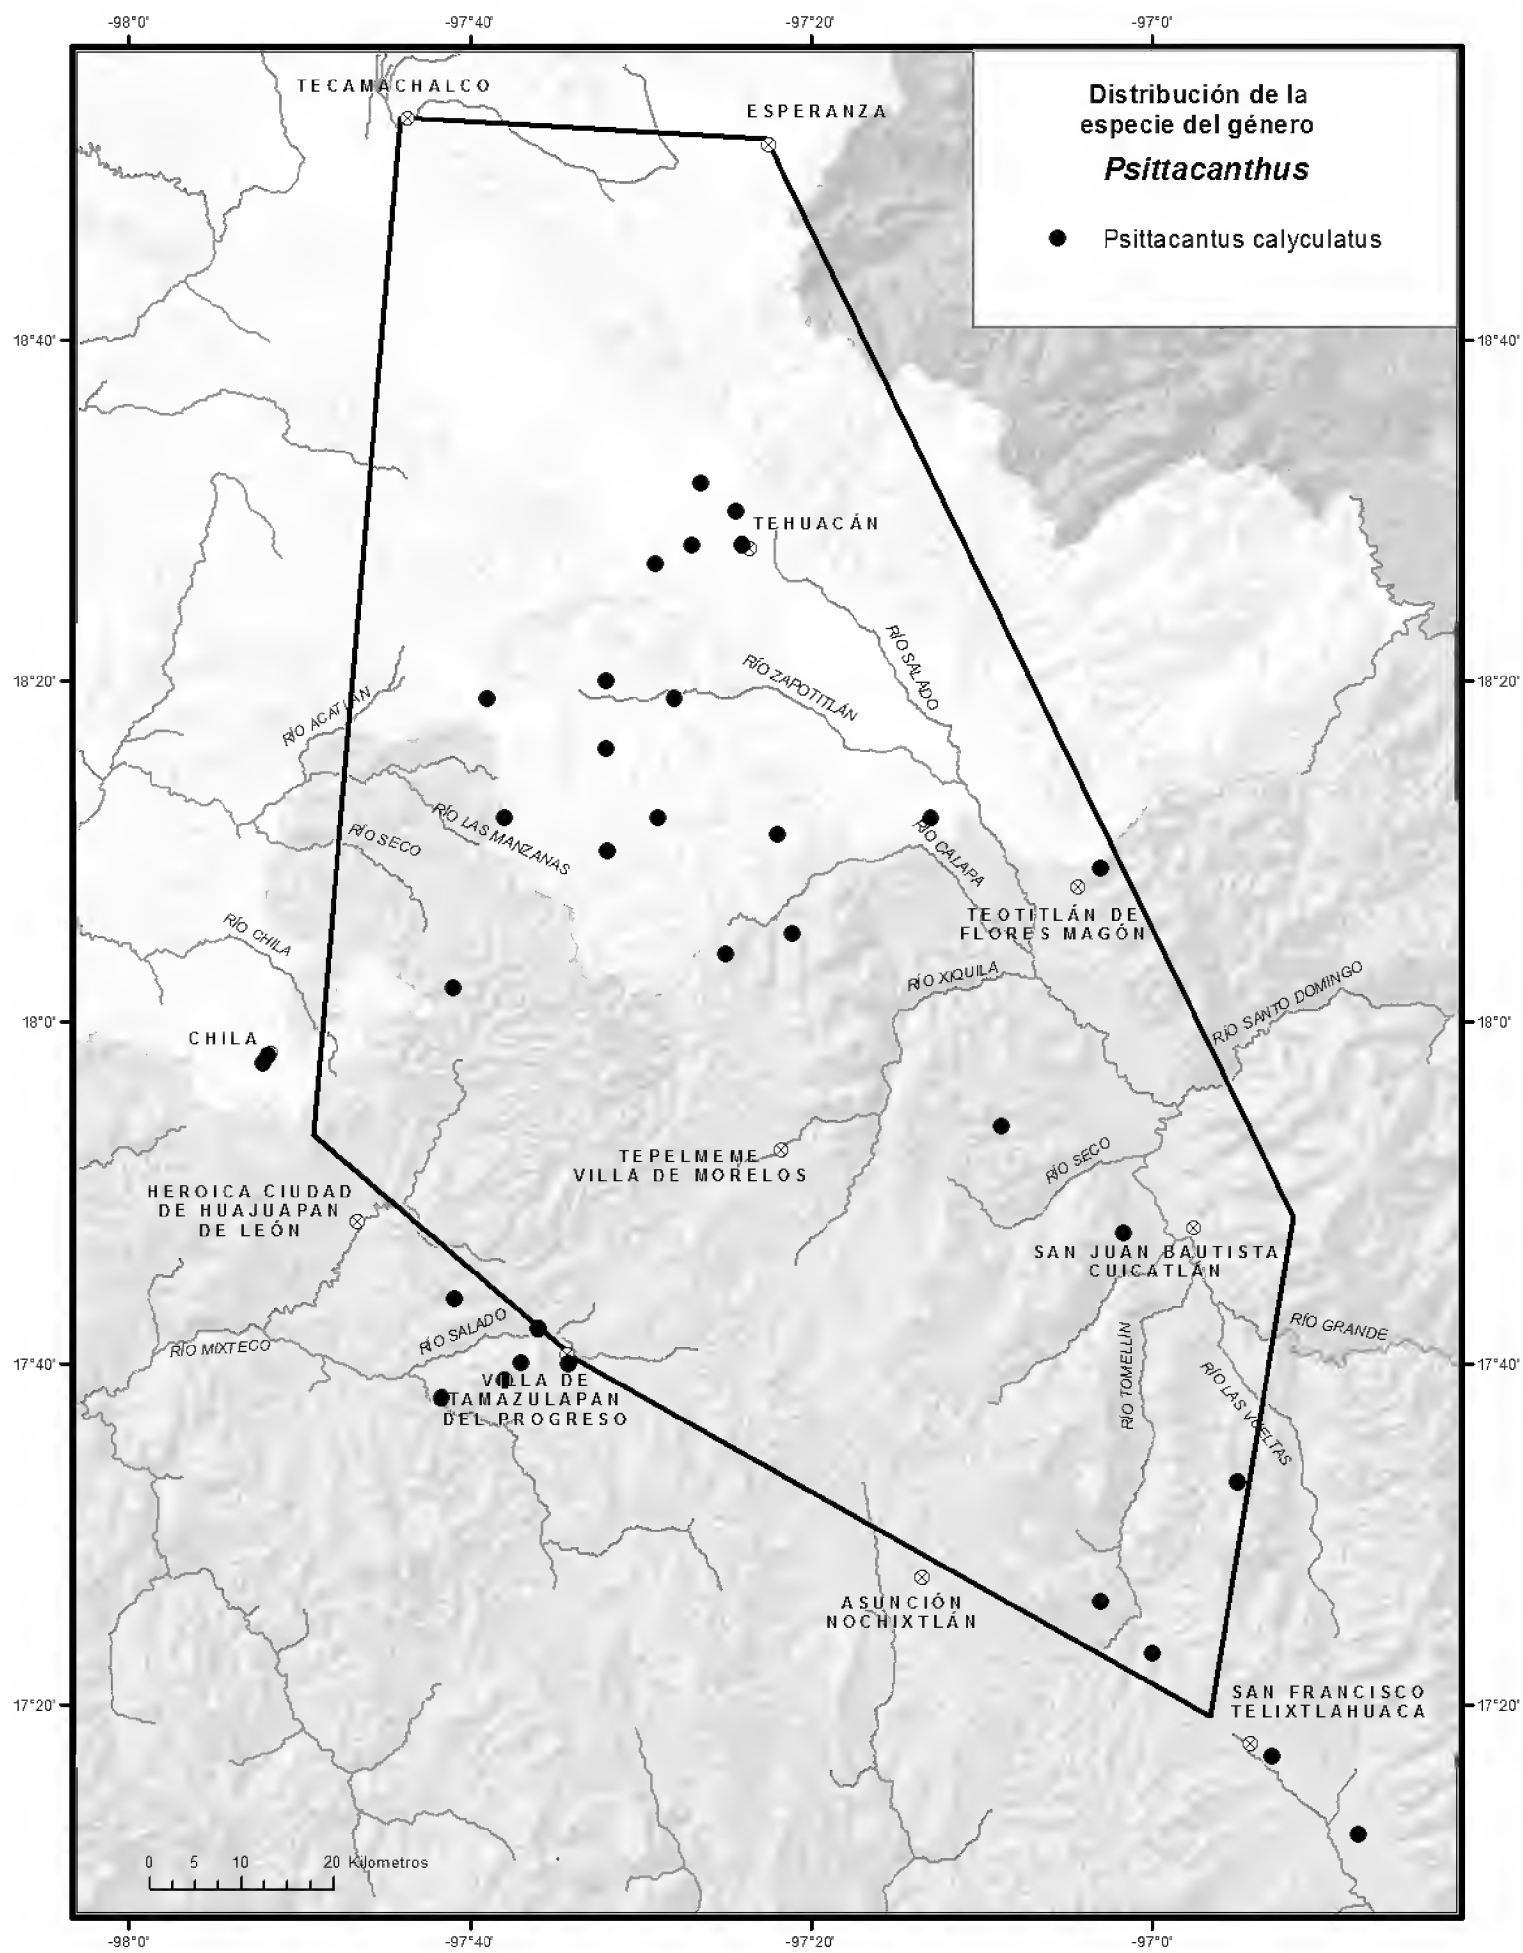 -98°0'
-97°40'
-97°20'
-97°0'
TECAMACHALCO
ESPERANZA
Distribución de la
especie del género
Psittacanthus
Psittacantus calyculatus
18°40'
18°40'
TEHUACÁN
RÍO SALADO
RÍO ZAPOTITLÁN
18°20'
18°20'
RÍO ACATLÁN
RÍO LAS MANZANAS
RÍO SECO
RÍO CALAPA
TEOTITLÁN DE
FLORES MAGÓN
RÍO CHILA
RÍO XIQUILA
RÍO SANTO DOMINGO
18°0'
18°0'
CHILA
TEPELMEME
VILLA DE MORELOS
RÍO SECO
HEROICA CIUDAD
DE HUAJUAPAN
DE LEÓN
SAN JUAN BAUTISTA
CUICATLÁN
RÍO GRANDE
RÍO SALADO
RÍO MIXTECO
17°40'
17°40'
RÍO TOMELLÍN
RÍO LAS VUELTAS
VILLA DE
TAMAZULAPAN
DEL PROGRESO
ASUNCIÓN
NOCHIXTLÁN
SAN FRANCISCO
TELIXTLAHUACA
17°20'
17°20'
0 5 10 20 Kilometros
-98°0'
-97°40'
-97°20'
-97°0'